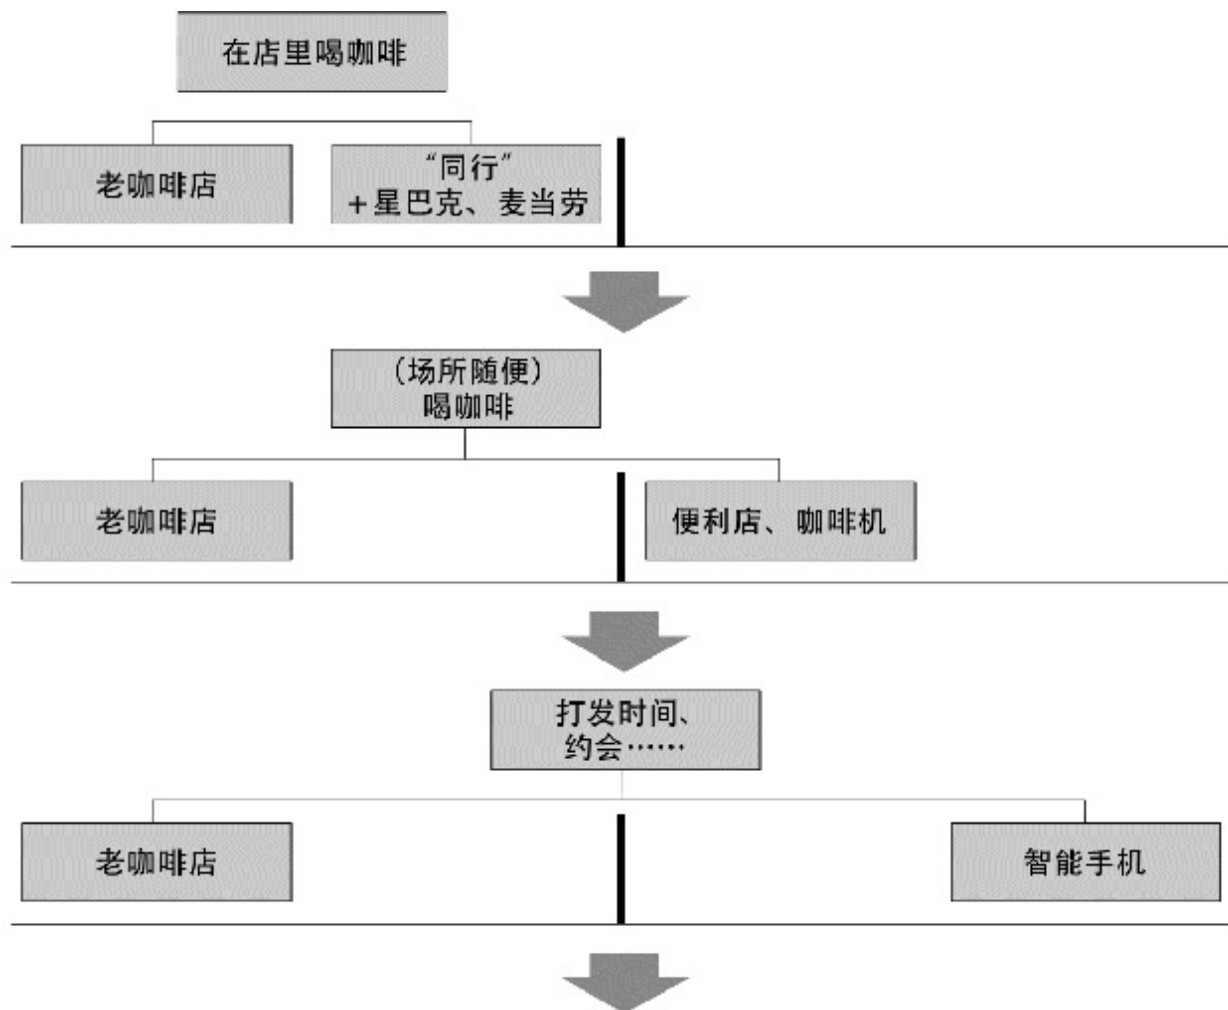 在店里喝咖啡
老咖啡店
“同行”
+星巴克、麦当劳
(场所随便)
喝咖啡
老咖啡店
便利店、咖啡机
打发时间、
约会……
老咖啡店
智能手机